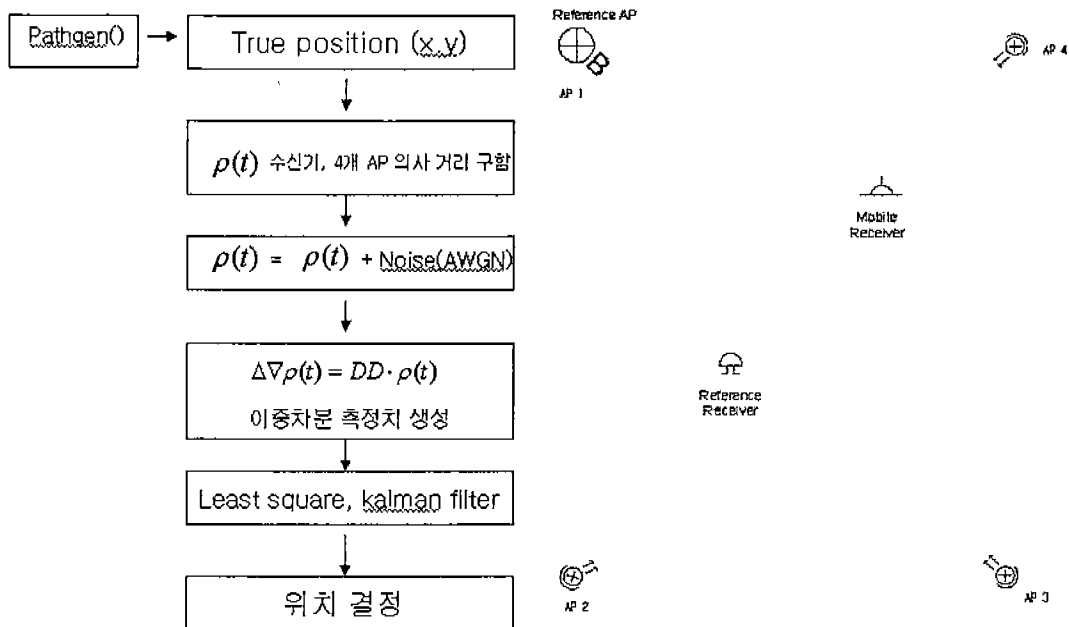 Pathgen()
True position (x,y)
ρ(t) 수신기, 4개 AP 의사 거리 구함
ρ(t) = ρ(t) + Noise(AWGN)
Δ∇ρ(t) = DD · ρ(t)
이중차분 측정치 생성
Least square, kalman filter
위치 결정
Reference AP
B
AP 1
AP 4
Mobile
Receiver
Reference
Receiver
AP 2
AP 3